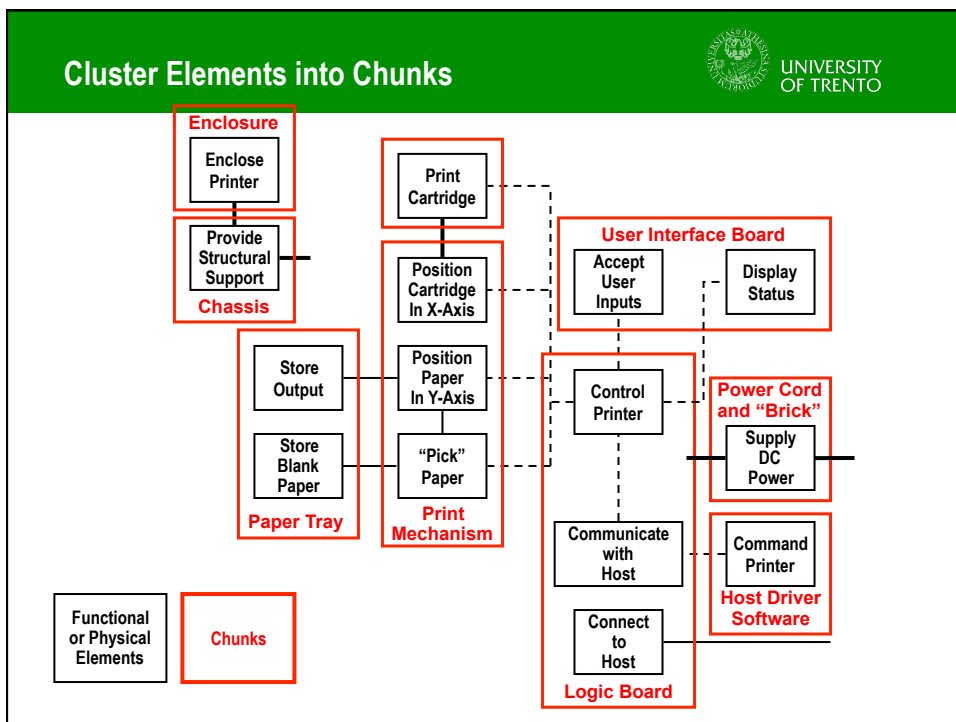 Cluster Elements into Chunks
UNIVERSITY
OF TRENTO
Enclosure
Enclose
Printer
Provide
Structural
Support
Chassis
Print
Cartridge
Position
Cartridge
In X-Axis
Position
Paper
In Y-Axis
“Pick”
Paper
Print
Mechanism
Store
Output
Store
Blank
Paper
Paper Tray
User Interface Board
Accept
User
Inputs
Display
Status
Control
Printer
Communicate
with
Host
Connect
to
Host
Logic Board
Power Cord
and “Brick”
Supply
DC
Power
Command
Printer
Host Driver
Software
Functional
or Physical
Elements
Chunks